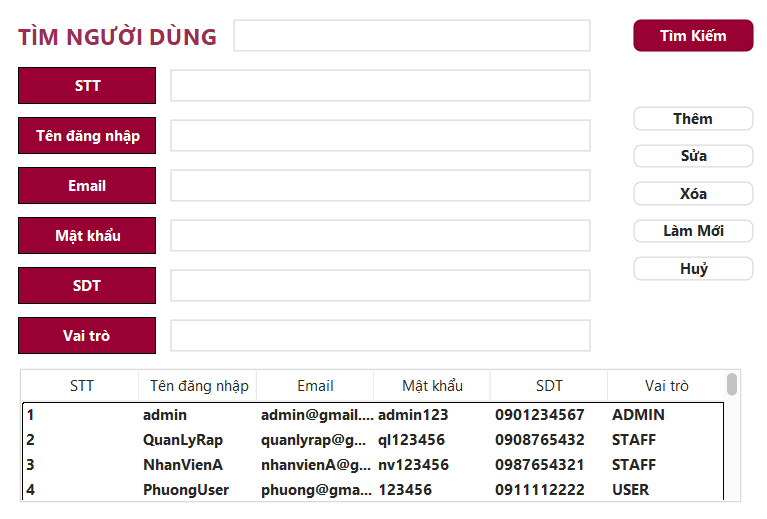 TÌM NGƯỜI DÙNG
Tìm Kiếm
STT
Tên đăng nhập
Email
Mật khẩu
SDT
Vai trò
Thêm
Sửa
Xóa
Làm Mới
Huỷ
STT Tên đăng nhập Email Mật khẩu SDT Vai trò
1 admin admin@gmail.... admin123 0901234567 ADMIN
2 QuanLyRap quanlyrap@g... ql123456 0908765432 STAFF
3 NhanVienA nhanvienA@g... nv123456 0987654321 STAFF
4 PhuongUser phuong@gma... 123456 0911112222 USER